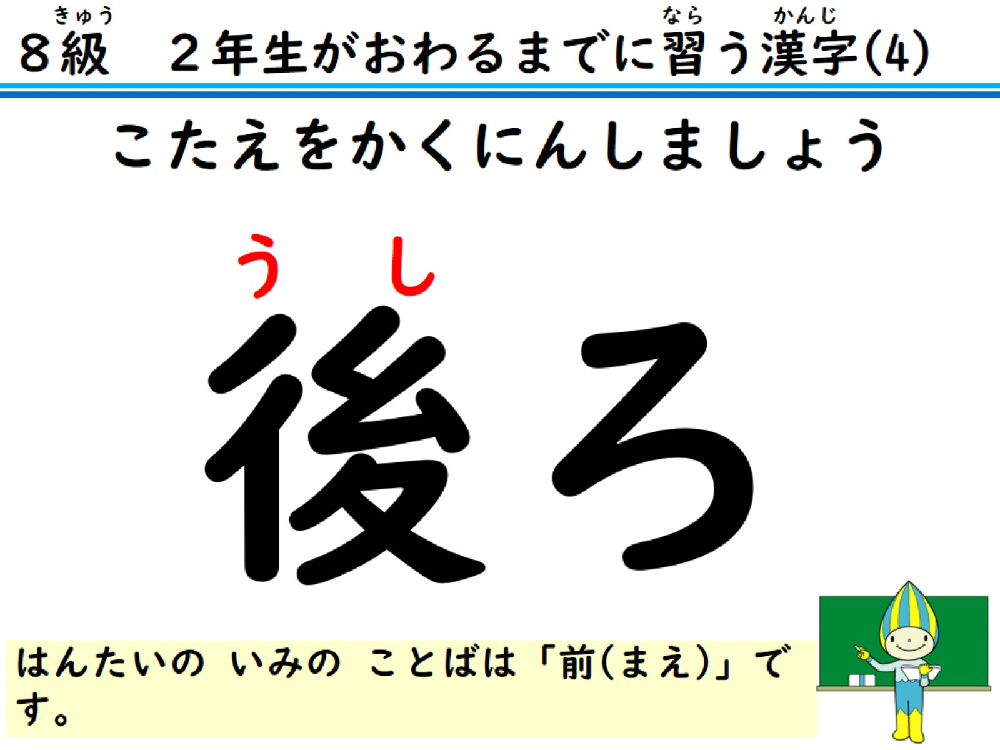 きゅう なら かんじ
８級　２年生がおわるまでに習う漢字(4)
こたえをかくにんしましょう
うし
後ろ
はんたいの いみの ことばは「前(まえ)」で
す。